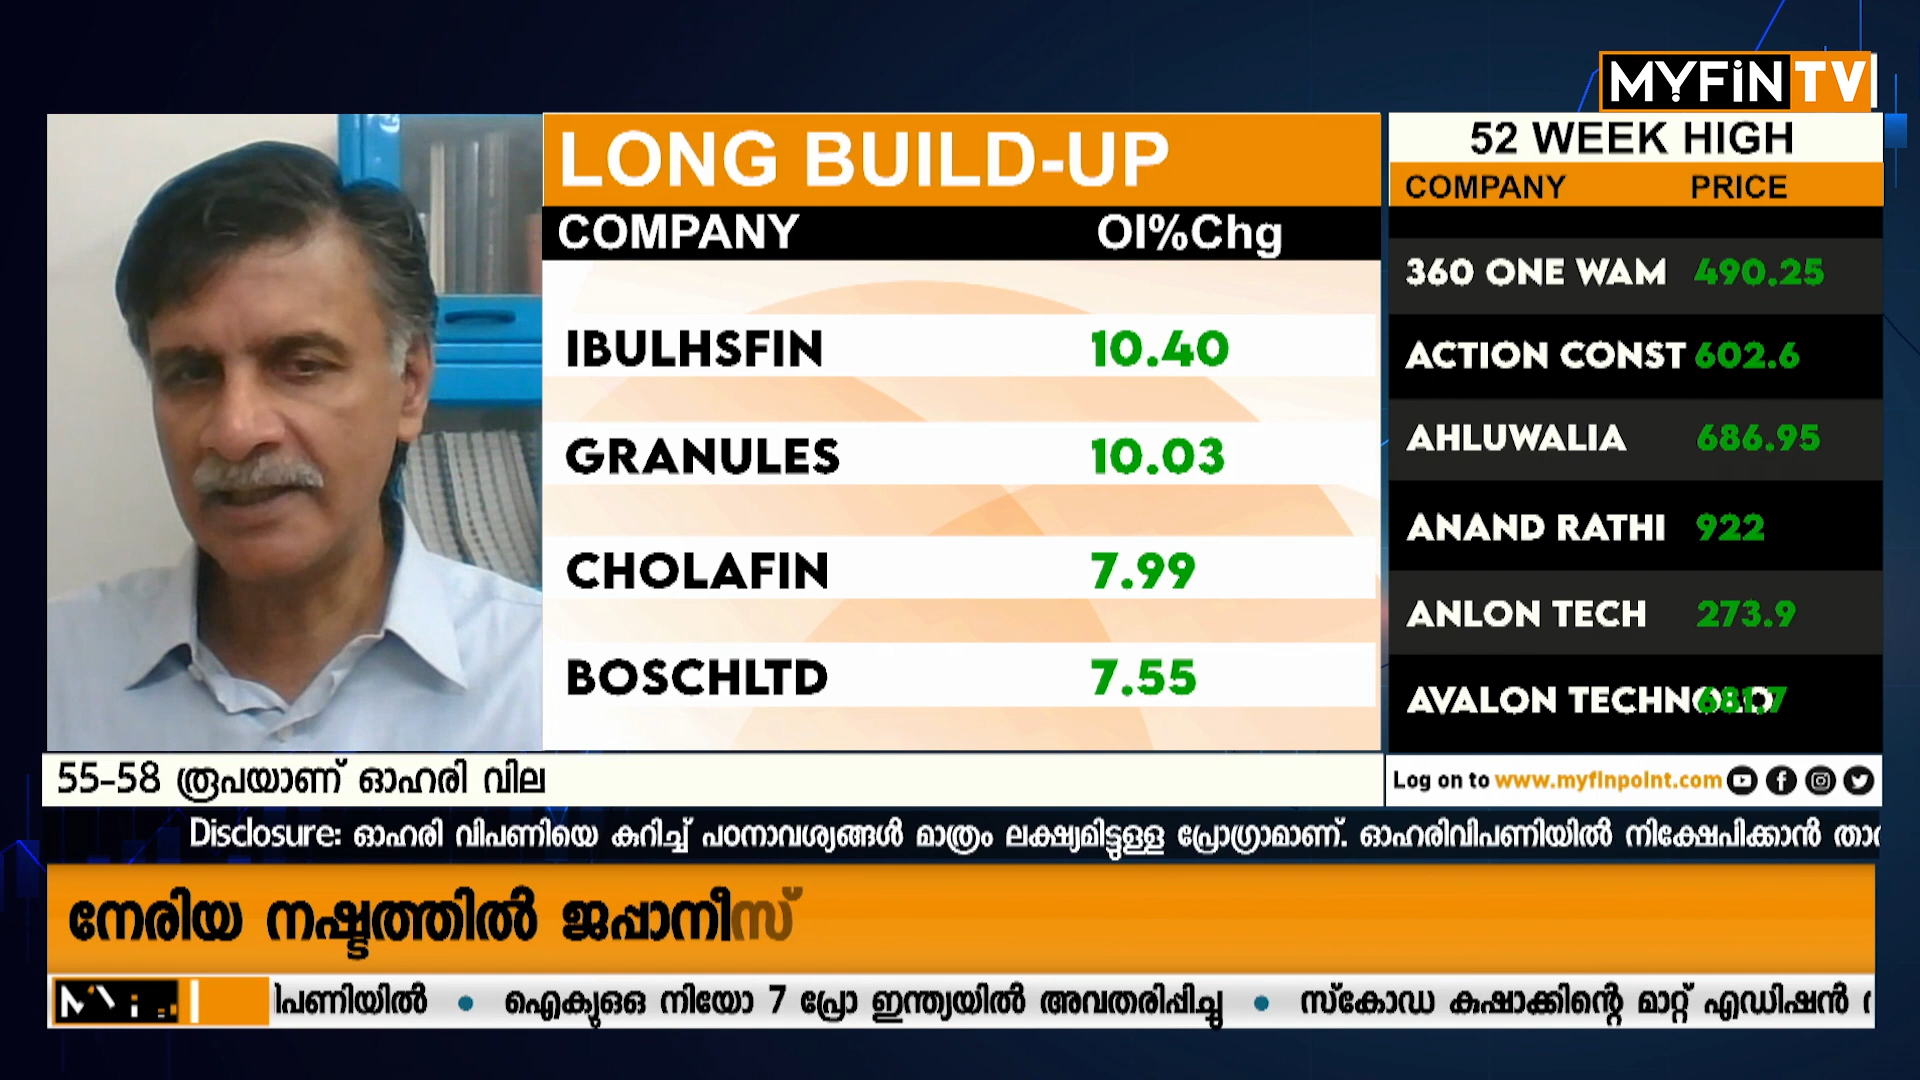 MYFIN TV
LONG BUILD-UP
COMPANY OI%Chg
IBULHSFIN 10.40
GRANULES 10.03
CHOLAFIN 7.99
BOSCHLTD 7.55
52 WEEK HIGH
COMPANY PRICE
360 ONE WAM 490.25
ACTION CONST 602.6
AHLUWALIA 686.95
ANAND RATHI 922
ANLON TECH 273.9
AVALON TECHNOLO 681.7
55-58 രൂപയാണ് ഓഹരി വില
Log on to www.myfinpoint.com
Disclosure: ഓഹരി വിപണിയെ കുറിച്ച് പഠനാവശ്യങ്ങൾ മാത്രം ലക്ഷ്യമിട്ടുള്ള പ്രോഗ്രാമാണ്. ഓഹരിവിപണിയിൽ നിക്ഷേപിക്കാൻ
നേരിയ നഷ്ടത്തിൽ ജപ്പാനീസ്
ിപണിയിൽ • ഐക്യുഒഒ നിയോ 7 പ്രോ ഇന്ത്യയിൽ അവതരിപ്പിച്ചു • സ്കോഡ കുഷാക്കിന്റെ മാറ്റ് എഡിഷൻ